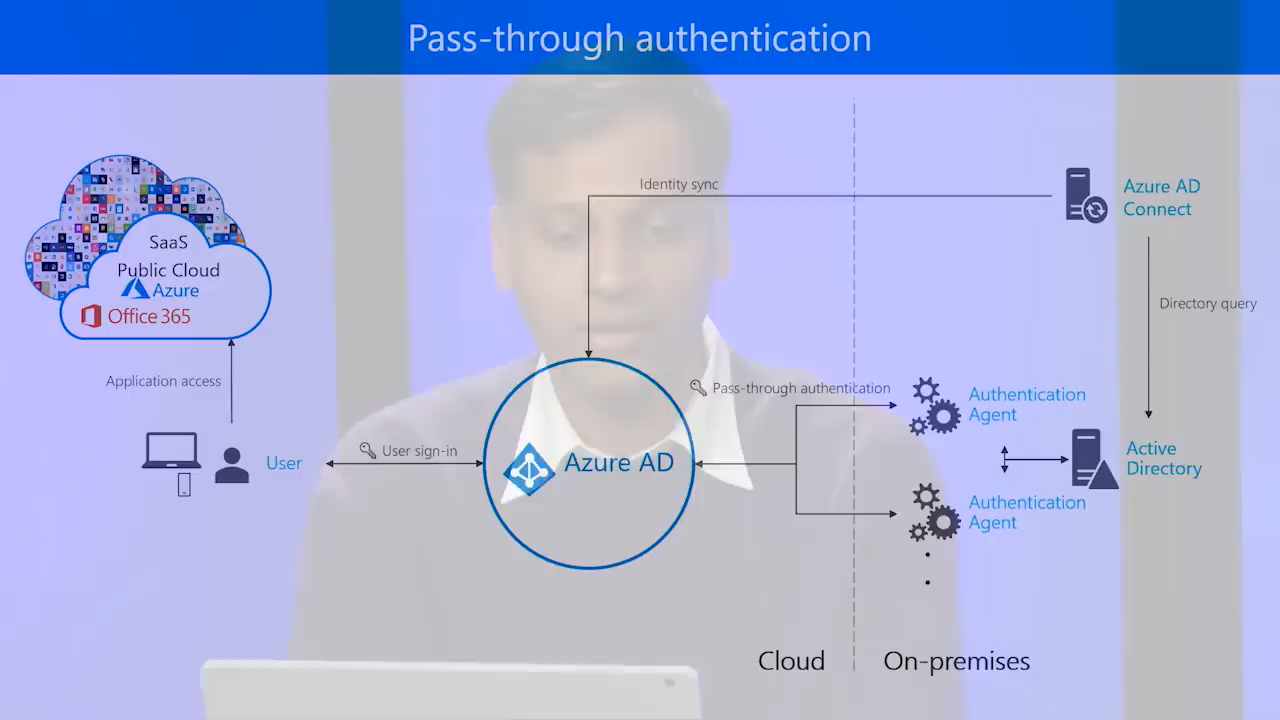 Pass-through authentication
Identity sync
Azure AD
Connect
SaaS
Public Cloud
Azure
Office 365
Directory query
Application access
Pass-through authentication
Authentication
Agent
User sign-in
User
Azure AD
Active
Directory
Authentication
Agent
Cloud
On-premises